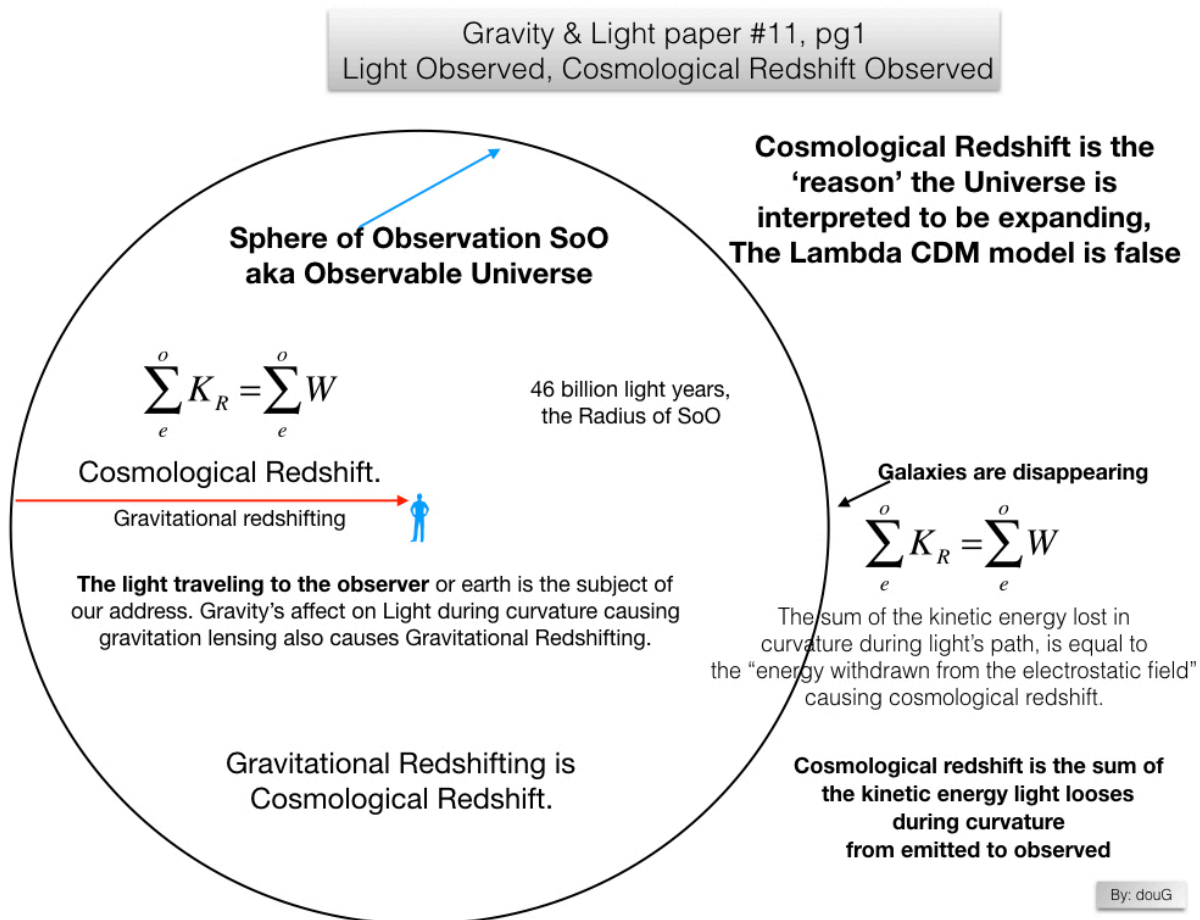 Gravity & Light paper #11, pg1
Light Observed, Cosmological Redshift Observed
Cosmological Redshift is the
‘reason’ the Universe is
interpreted to be expanding,
The Lambda CDM model is false
Sphere of Observation SoO
aka Observable Universe
o o
∑ K_R = ∑ W
e e
46 billion light years,
the Radius of SoO
Cosmological Redshift.
Gravitational redshifting
Galaxies are disappearing
o o
∑ K_R = ∑ W
e e
The light traveling to the observer or earth is the subject of
our address. Gravity’s affect on Light during curvature causing
gravitation lensing also causes Gravitational Redshifting.
The sum of the kinetic energy lost in
curvature during light’s path, is equal to
the “energy withdrawn from the electrostatic field”
causing cosmological redshift.
Gravitational Redshifting is
Cosmological Redshift.
Cosmological redshift is the sum of
the kinetic energy light looses
during curvature
from emitted to observed
By: douG